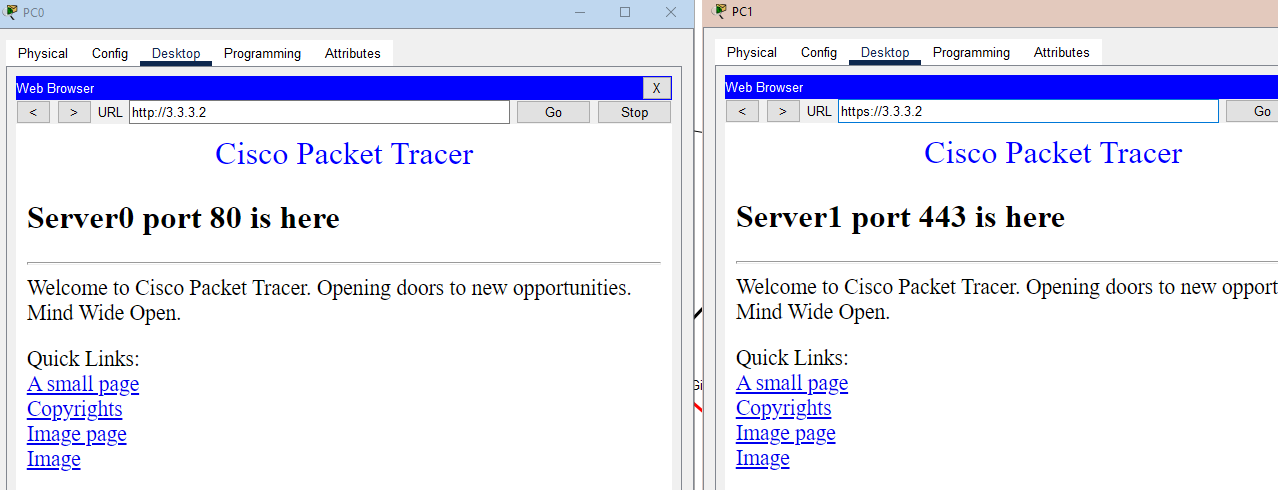 PC0
Physical Config Desktop Programming Attributes
Web Browser X
< > URL http://3.3.3.2 Go Stop
Cisco Packet Tracer
Server0 port 80 is here
Welcome to Cisco Packet Tracer. Opening doors to new opportunities.
Mind Wide Open.
Quick Links:
A small page
Copyrights
Image page
Image
Gi
PC1
Physical Config Desktop Programming Attributes
Web Browser
< > URL https://3.3.3.2 Go
Cisco Packet Tracer
Server1 port 443 is here
Welcome to Cisco Packet Tracer. Opening doors to new opport
Mind Wide Open.
Quick Links:
A small page
Copyrights
Image page
Image